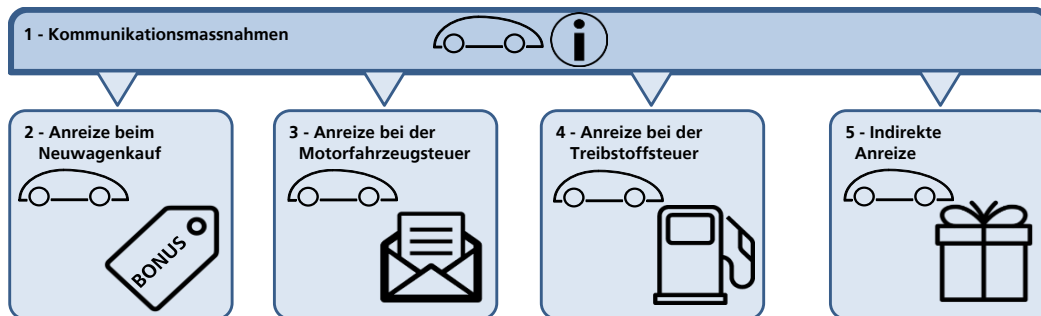 1 - Kommunikationsmassnahmen
2 - Anreize beim
Neuwagenkauf
3 - Anreize bei der
Motorfahrzeugsteuer
4 - Anreize bei der
Treibstoffsteuer
5 - Indirekte
Anreize
BONUS